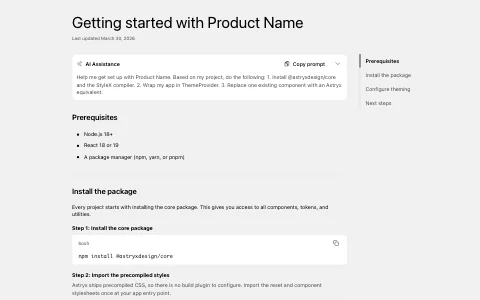 Getting started with Product Name
Last updated March 30, 2026
AI Assistance
Copy prompt
Help me get set up with Product Name. Based on my project, do the following: 1. Install @astryxdesign/core
and the StyleX compiler. 2. Wrap my app in ThemeProvider. 3. Replace one existing component with an Astryx
equivalent.
Prerequisites
Install the package
Configure theming
Next steps
Prerequisites
Node.js 18+
React 18 or 19
A package manager (npm, yarn, or pnpm)
Install the package
Every project starts with installing the core package. This gives you access to all components, tokens, and
utilities.
Step 1: Install the core package
bash
npm install @astryxdesign/core
Step 2: Import the precompiled styles
Astryx ships precompiled CSS, so there is no build plugin to configure. Import the reset and component
stylesheets once at your app entry point.